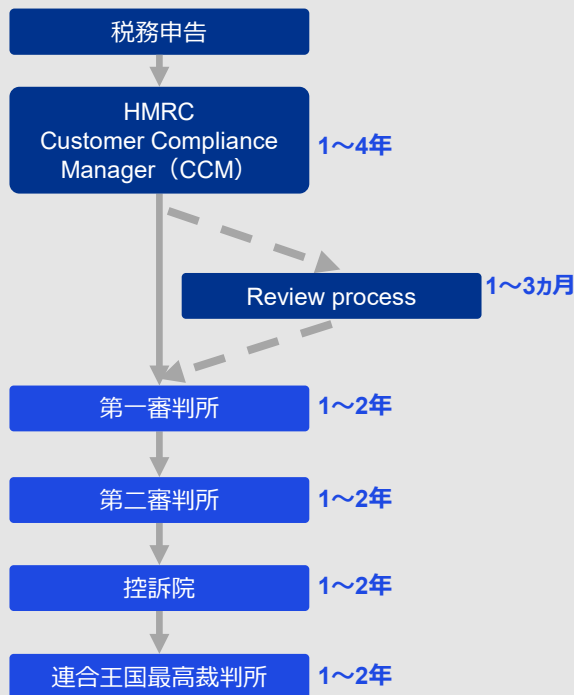 税務申告
HMRC
Customer Compliance
Manager（CCM）
1～4年
Review process
1～3ヵ月
第一審判所
1～2年
第二審判所
1～2年
控訴院
1～2年
連合王国最高裁判所
1～2年